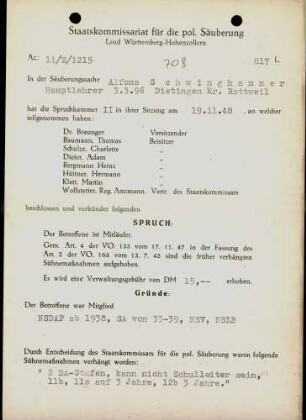 Staatskommissariat für die pol. Säuberung
Land Württemberg-Hohenzollern
Az.: 11/Z/1215 708 817 L
In der Säuberungssache Alfons Schwinghammer
Hauptlehrer 3.3.96 Dietingen Kr. Rottweil
hat die Spruchkammer II in ihrer Sitzung am 19.11.48 an welcher
teilgenommen haben:
Dr. Braunger Vorsitzender
Baumann, Thomas Beisitzer
Schulze, Charlotte "
Dieter, Adam "
Bergmann, Heinz "
Hüttner, Hermann "
Klett, Martin "
Wollstetter, Reg. Amtmann, Vertr. des Staatskommissars
beschlossen und verkündet folgenden
SPRUCH:
Der Betroffene ist Mitläufer.
Gem. Art. 4 der VO. 133 vom 17. 11. 47 in der Fassung des
Art. 2 der VO. 165 vom 13. 7. 48 sind die früher verhängten
Sühnemaßnahmen aufgehoben.
Es wird eine Verwaltungsgebühr von DM 15,-- erhoben.
Gründe:
Der Betroffene war Mitglied
NSDAP ab 1938, SA von 33-39, NSV, NSLB
Durch Entscheidung des Staatskommissars für die pol. Säuberung waren folgende
Sühnemaßnahmen verhängt worden:
" 2 DA-Stufen, kann nicht Schulleiter sein,
11b, 11c auf 3 Jahre, 12b 3 Jahre."